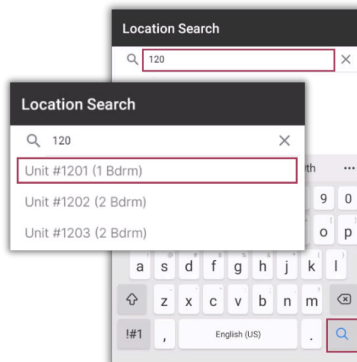 Location Search
120
Location Search
120
Unit #1201 (1 Bdrm)
Unit #1202 (2 Bdrm)
Unit #1203 (2 Bdrm)
9 0
o p
a s d f g h j k l
z x c v b n m
!#1 , English (US) .